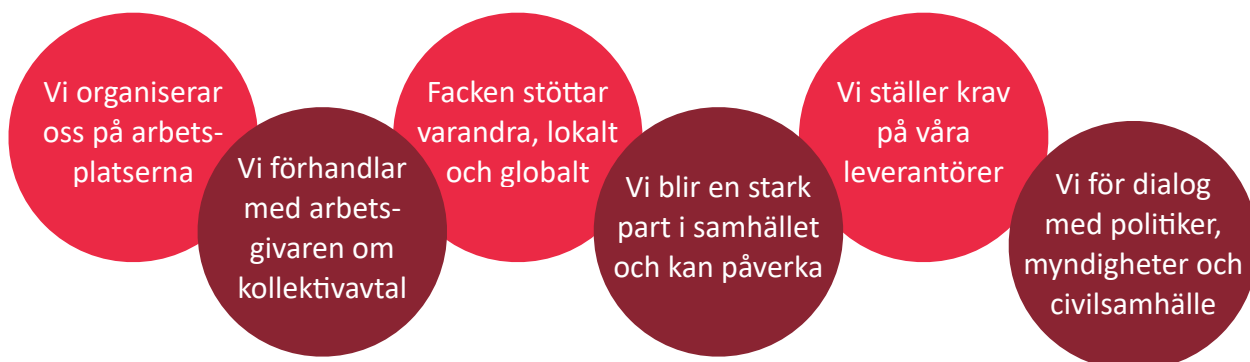 Vi organiserar
oss på arbets-
platserna
Vi förhandlar
med arbets-
givaren om
kollektivavtal
Facken stöttar
varandra, lokalt
och globalt
Vi blir en stark
part i samhället
och kan påverka
Vi ställer krav
på våra
leverantörer
Vi för dialog
med politiker,
myndigheter och
civilsamhälle